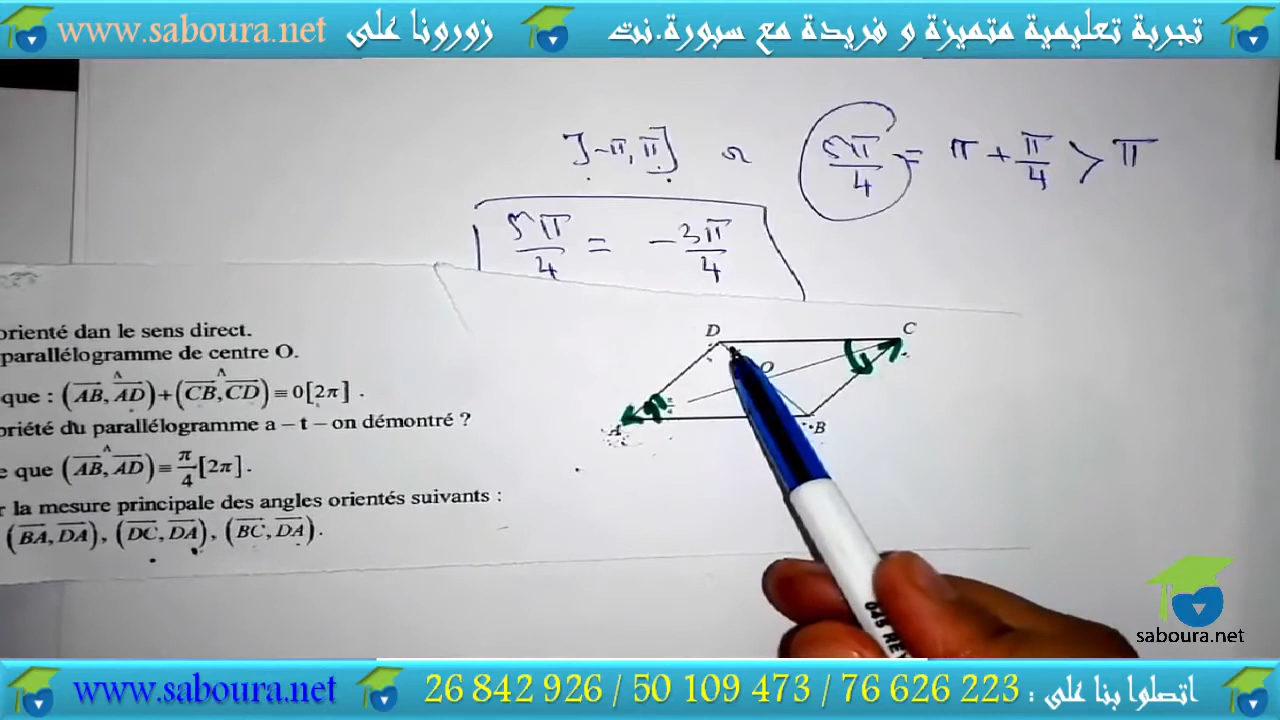 تجربة تعليمية متميزة و فريدة مع سبورة.نت زورونا على www.saboura.net
]-π, π] or 5π/4 = π + π/4 > π
5π/4 = -3π/4
orienté dan le sens direct.
parallélogramme de centre O.
que : (AB, AD)+(CB, CD) ≡ 0[2π].
priété du parallélogramme a – t – on démontré ?
e que (AB, AD) ≡ π/4 [2π].
r la mesure principale des angles orientés suivants :
(BA, DA), (DC, DA), (BC, DA).
D
C
O
π/4
A
B
saboura.net
اتصلوا بنا على : 26 842 926 / 50 109 473 / 76 626 223 www.saboura.net